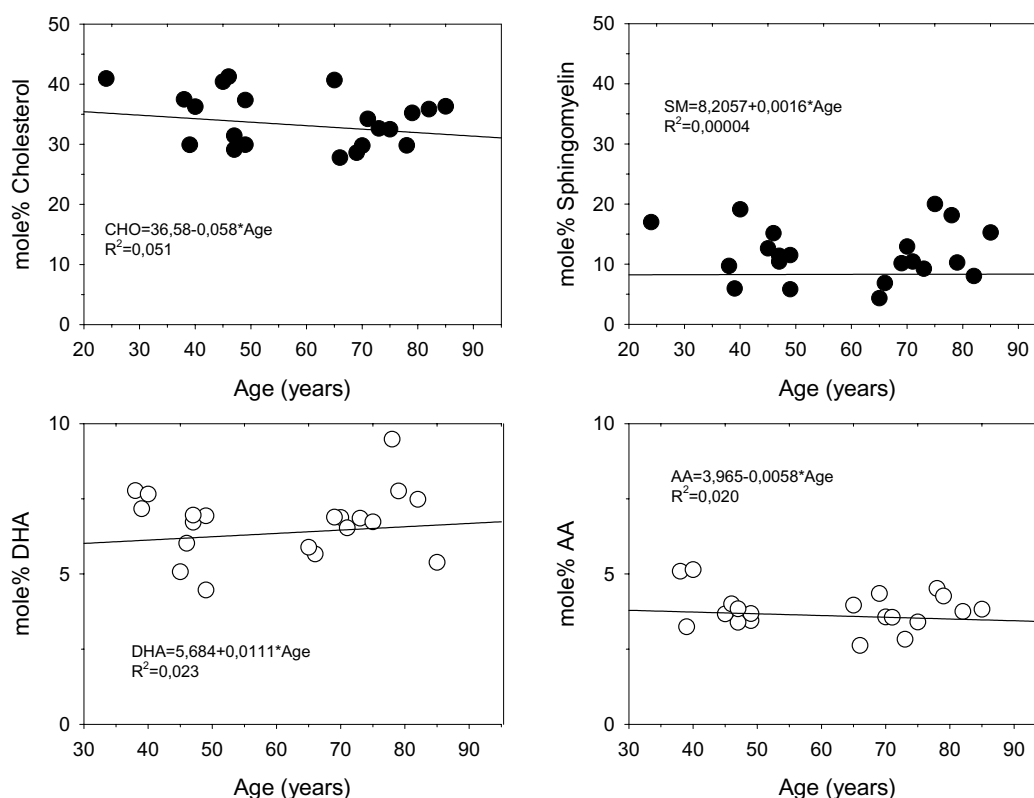 50
40
30
20
10
0
mole% Cholesterol
CHO=36,58-0,058*Age
R²=0,051
20 30 40 50 60 70 80 90
Age (years)
50
40
30
20
10
0
mole% Sphingomyelin
SM=8,2057+0,0016*Age
R²=0,00004
20 30 40 50 60 70 80 90
Age (years)
10
5
0
mole% DHA
DHA=5,684+0,0111*Age
R²=0,023
30 40 50 60 70 80 90
Age (years)
10
5
0
mole% AA
AA=3,965-0,0058*Age
R²=0,020
30 40 50 60 70 80 90
Age (years)